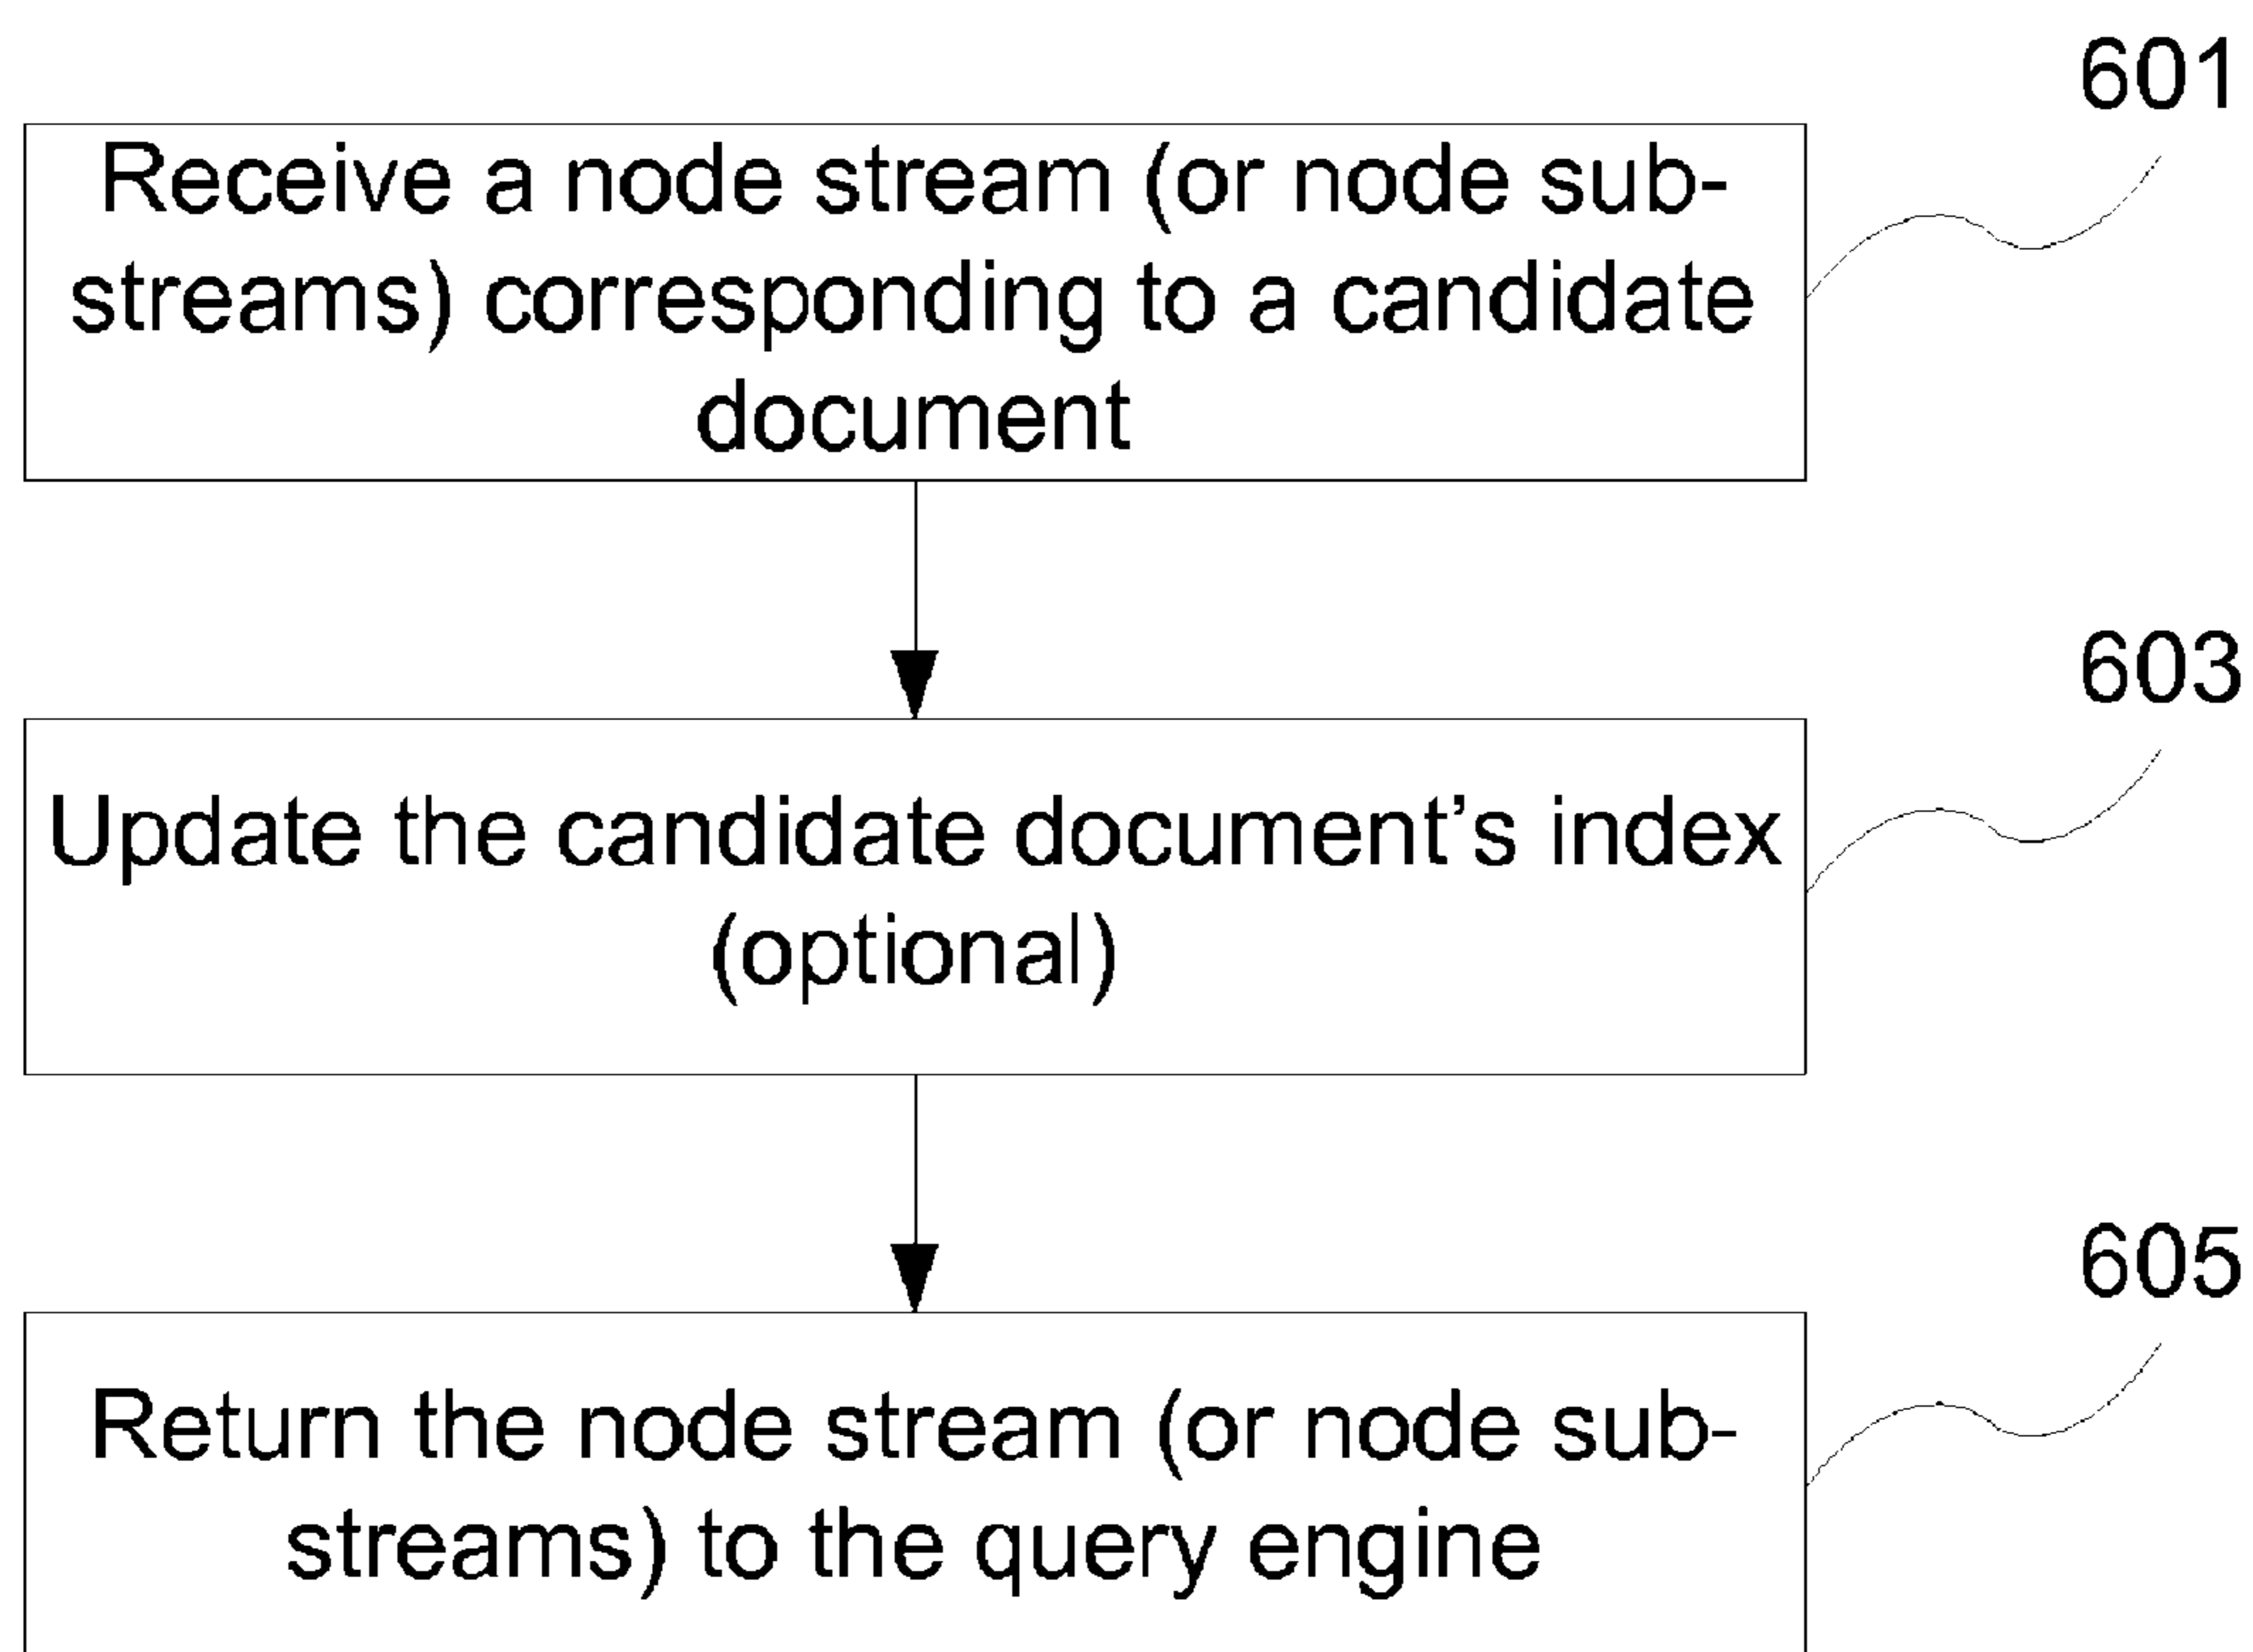 601
Receive a node stream (or node sub-
streams) corresponding to a candidate
document
603
Update the candidate document’s index
(optional)
605
Return the node stream (or node sub-
streams) to the query engine